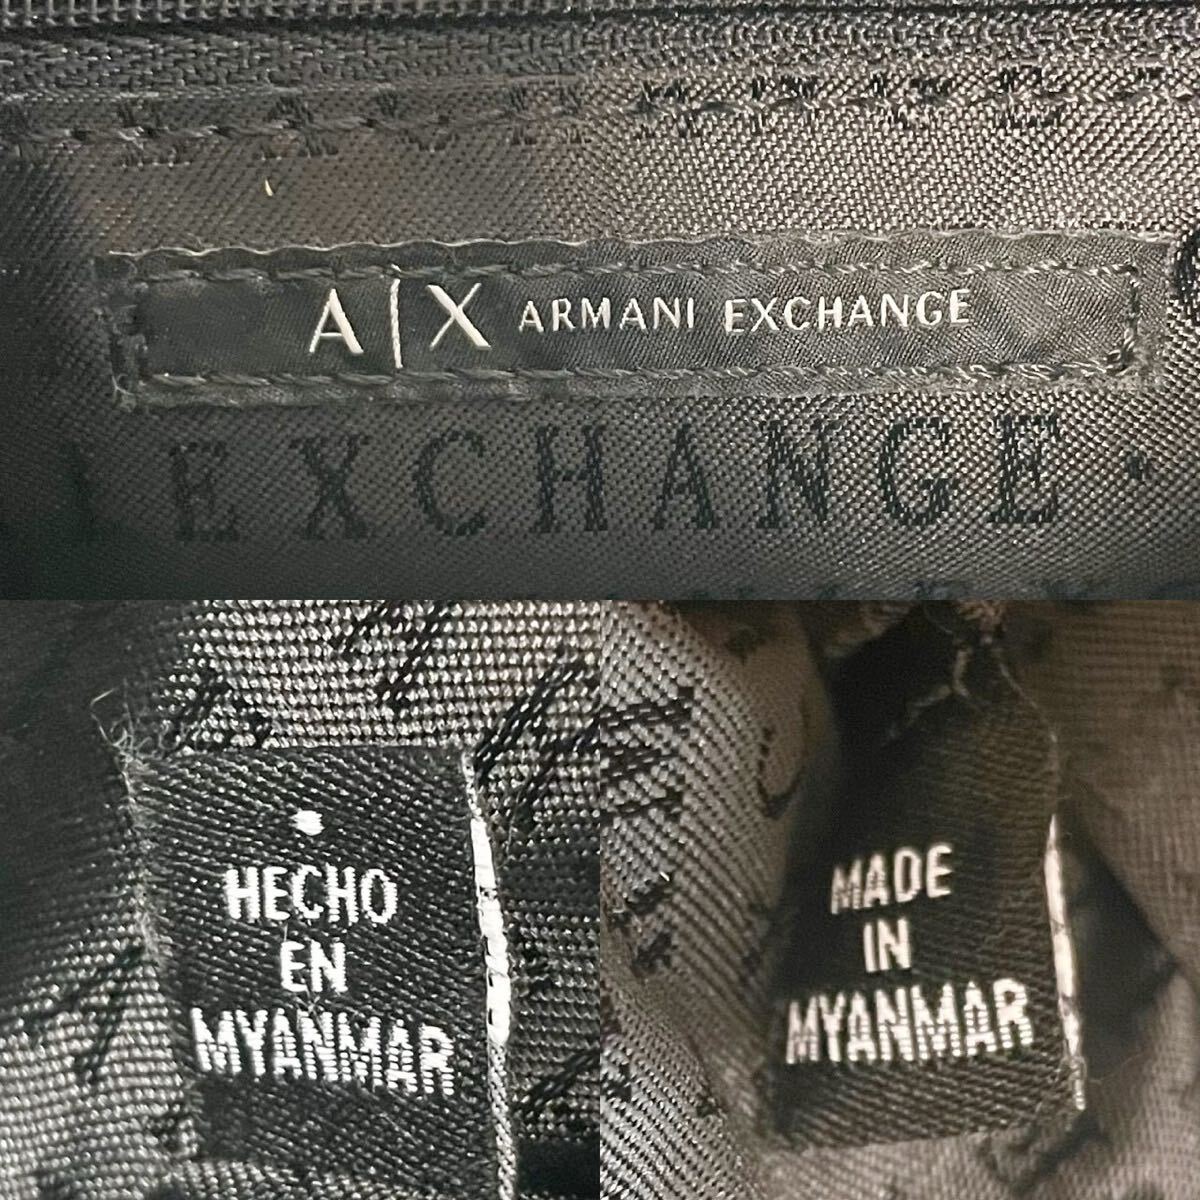 A|X ARMANI EXCHANGE
EXCHANGE ·
HECHO
EN
MYANMAR
MADE
IN
MYANMAR